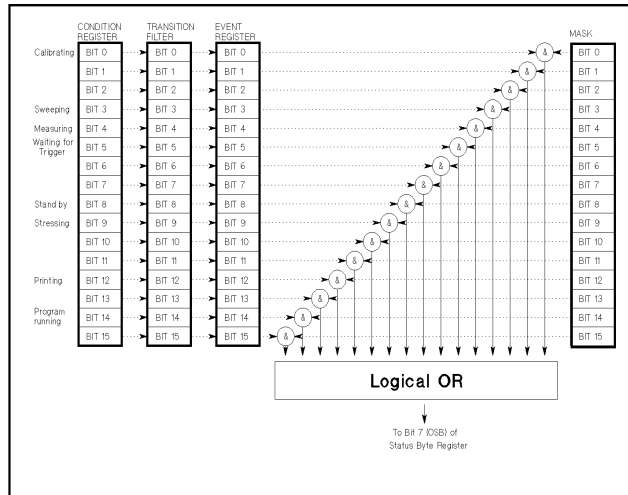 CONDITION REGISTER TRANSITION FILTER EVENT REGISTER MASK
Calibrating BIT 0 BIT 0 BIT 0 & BIT 0
BIT 1 BIT 1 BIT 1 & BIT 1
BIT 2 BIT 2 BIT 2 & BIT 2
Sweeping BIT 3 BIT 3 BIT 3 & BIT 3
Measuring BIT 4 BIT 4 BIT 4 & BIT 4
Waiting for Trigger BIT 5 BIT 5 BIT 5 & BIT 5
BIT 6 BIT 6 BIT 6 & BIT 6
BIT 7 BIT 7 BIT 7 & BIT 7
Stand by BIT 8 BIT 8 BIT 8 & BIT 8
Stressing BIT 9 BIT 9 BIT 9 & BIT 9
BIT 10 BIT 10 BIT 10 & BIT 10
BIT 11 BIT 11 BIT 11 & BIT 11
Printing BIT 12 BIT 12 BIT 12 & BIT 12
BIT 13 BIT 13 BIT 13 & BIT 13
Program running BIT 14 BIT 14 BIT 14 & BIT 14
BIT 15 BIT 15 BIT 15 & BIT 15
Logical OR
To Bit 7 (OSB) of
Status Byte Register